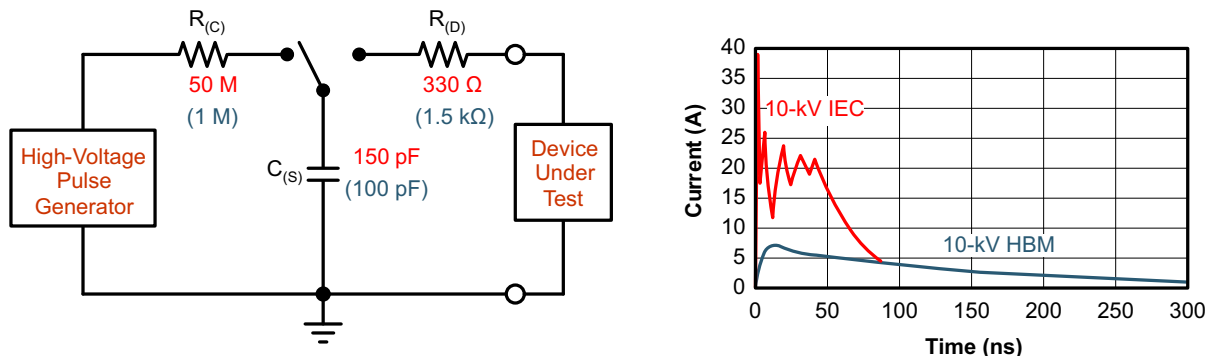 R(C)
R(D)
50 M
(1 M)
330 Ω
(1.5 kΩ)
High-Voltage
Pulse
Generator
C(S)
150 pF
(100 pF)
Device
Under
Test
Current (A)
40
35
30
25
20
15
10
5
0
10-kV IEC
10-kV HBM
0
50
100
150
200
250
300
Time (ns)